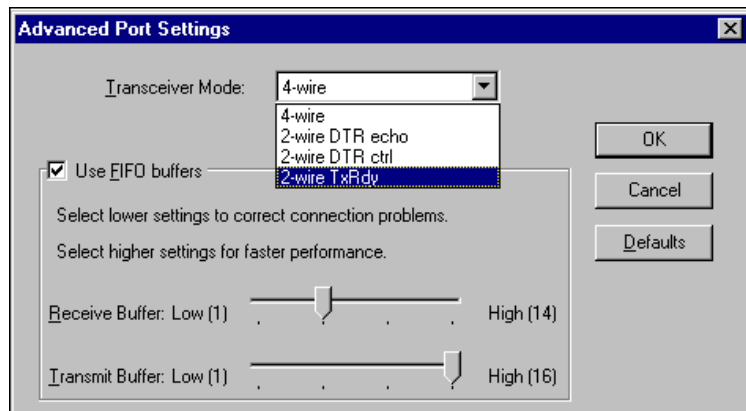 Advanced Port Settings
Transceiver Mode: 4-wire
4-wire
2-wire DTR echo
2-wire DTR ctrl
2-wire TxRdy
OK
Cancel
Defaults
Use FIFO buffers
Select lower settings to correct connection problems.
Select higher settings for faster performance.
Receive Buffer: Low (1) High (14)
Transmit Buffer: Low (1) High (16)